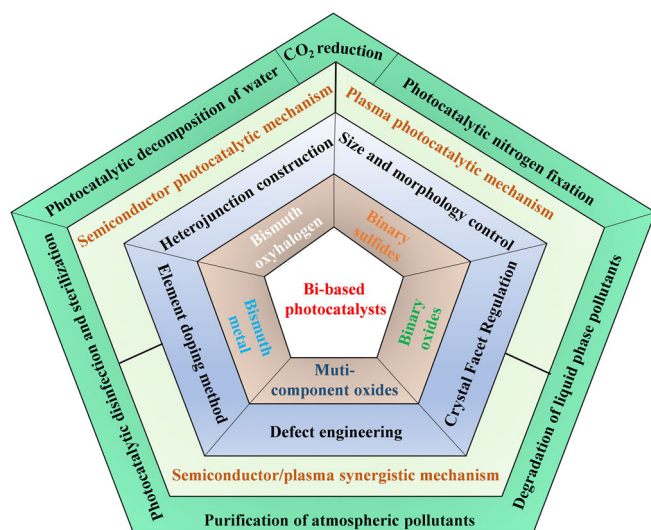 CO₂ reduction
Photocatalytic decomposition of water
Photocatalytic nitrogen fixation
Semiconductor photocatalytic mechanism
Plasma photocatalytic mechanism
Heterojunction construction
Size and morphology control
Bismuth
oxyhalogen
Binary
sulfides
Bi-based
photocatalysts
Bismuth
metal
Binary
oxides
Muti-
component oxides
Element doping method
Crystal Facet Regulation
Defect engineering
Photocatalytic disinfection and sterilization
Degradation of liquid phase pollutants
Semiconductor/plasma synergistic mechanism
Purification of atmospheric pollutants